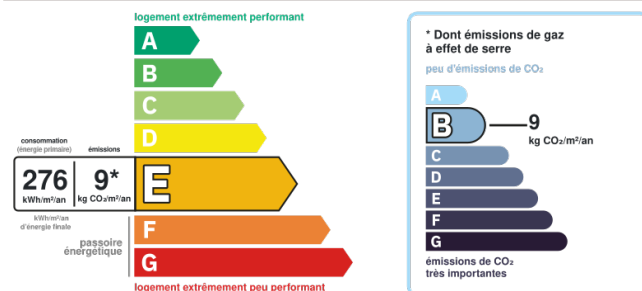 logement extrêmement performant
A
B
C
D
consommation
(énergie primaire)
émissions
276
kWh/m²/an
9*
kg CO₂/m²/an
E
kWh/m²/an
d'énergie finale
passoire
énergétique
F
G
logement extrêmement peu performant
* Dont émissions de gaz
à effet de serre
peu d'émissions de CO₂
A
B
9
kg CO₂/m²/an
C
D
E
F
G
émissions de CO₂
très importantes